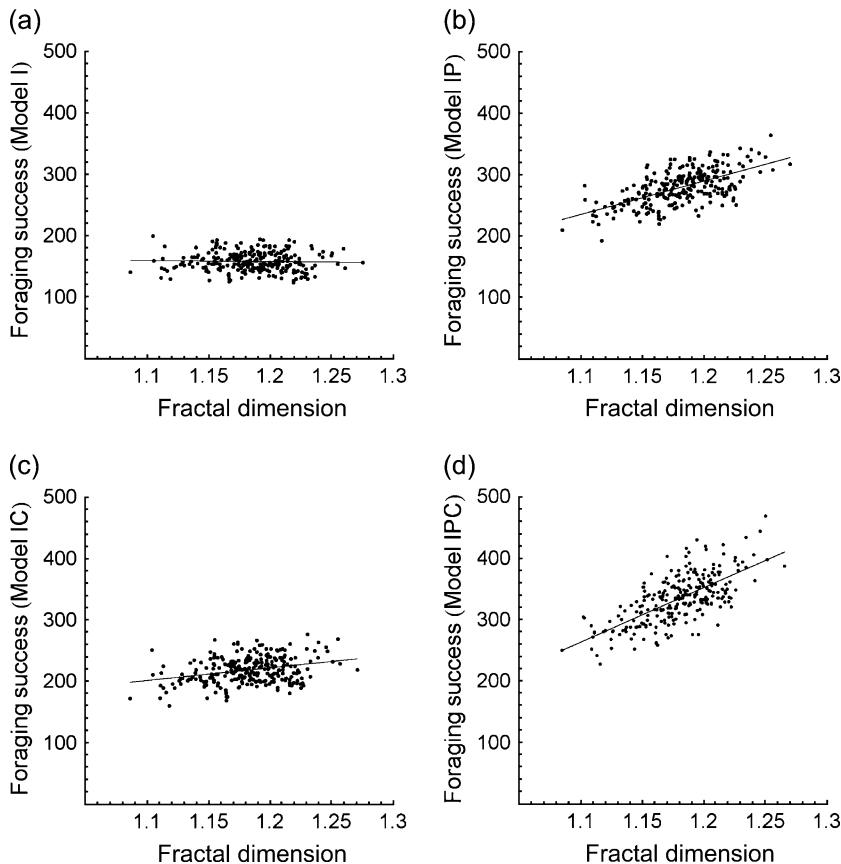 (a)
Foraging success (Model I)
500
400
300
200
100
1.1 1.15 1.2 1.25 1.3
Fractal dimension
(b)
Foraging success (Model IP)
500
400
300
200
100
1.1 1.15 1.2 1.25 1.3
Fractal dimension
(c)
Foraging success (Model IC)
500
400
300
200
100
1.1 1.15 1.2 1.25 1.3
Fractal dimension
(d)
Foraging success (Model IPC)
500
400
300
200
100
1.1 1.15 1.2 1.25 1.3
Fractal dimension